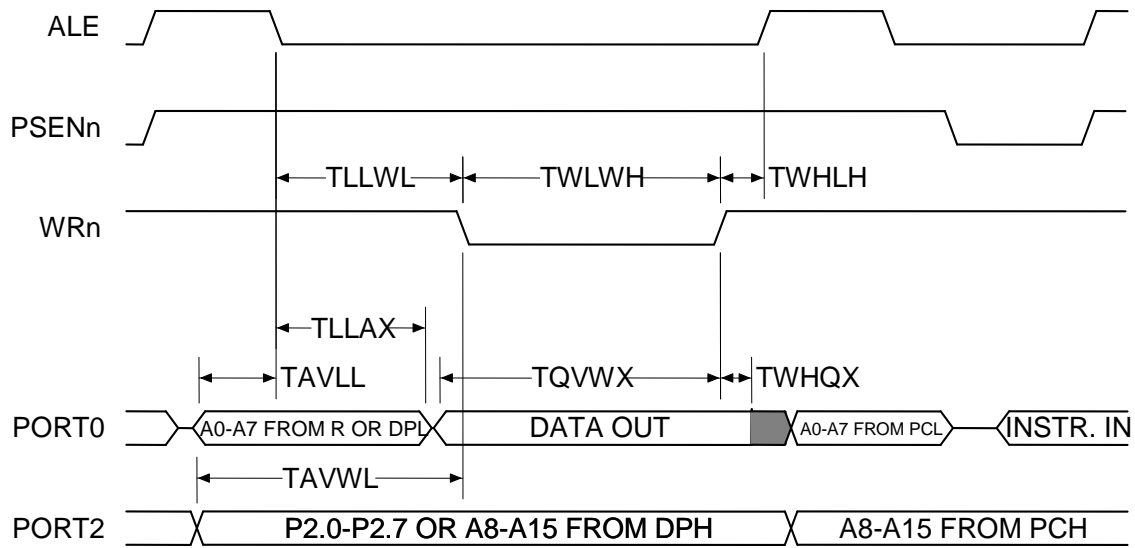 ALE
PSENn
TLLWL TWLWH TWHLH
WRn
TLLAX
TAVLL TQVWX TWHQX
PORT0 A0-A7 FROM R OR DPL DATA OUT A0-A7 FROM PCL INSTR. IN
TAVWL
PORT2 P2.0-P2.7 OR A8-A15 FROM DPH A8-A15 FROM PCH